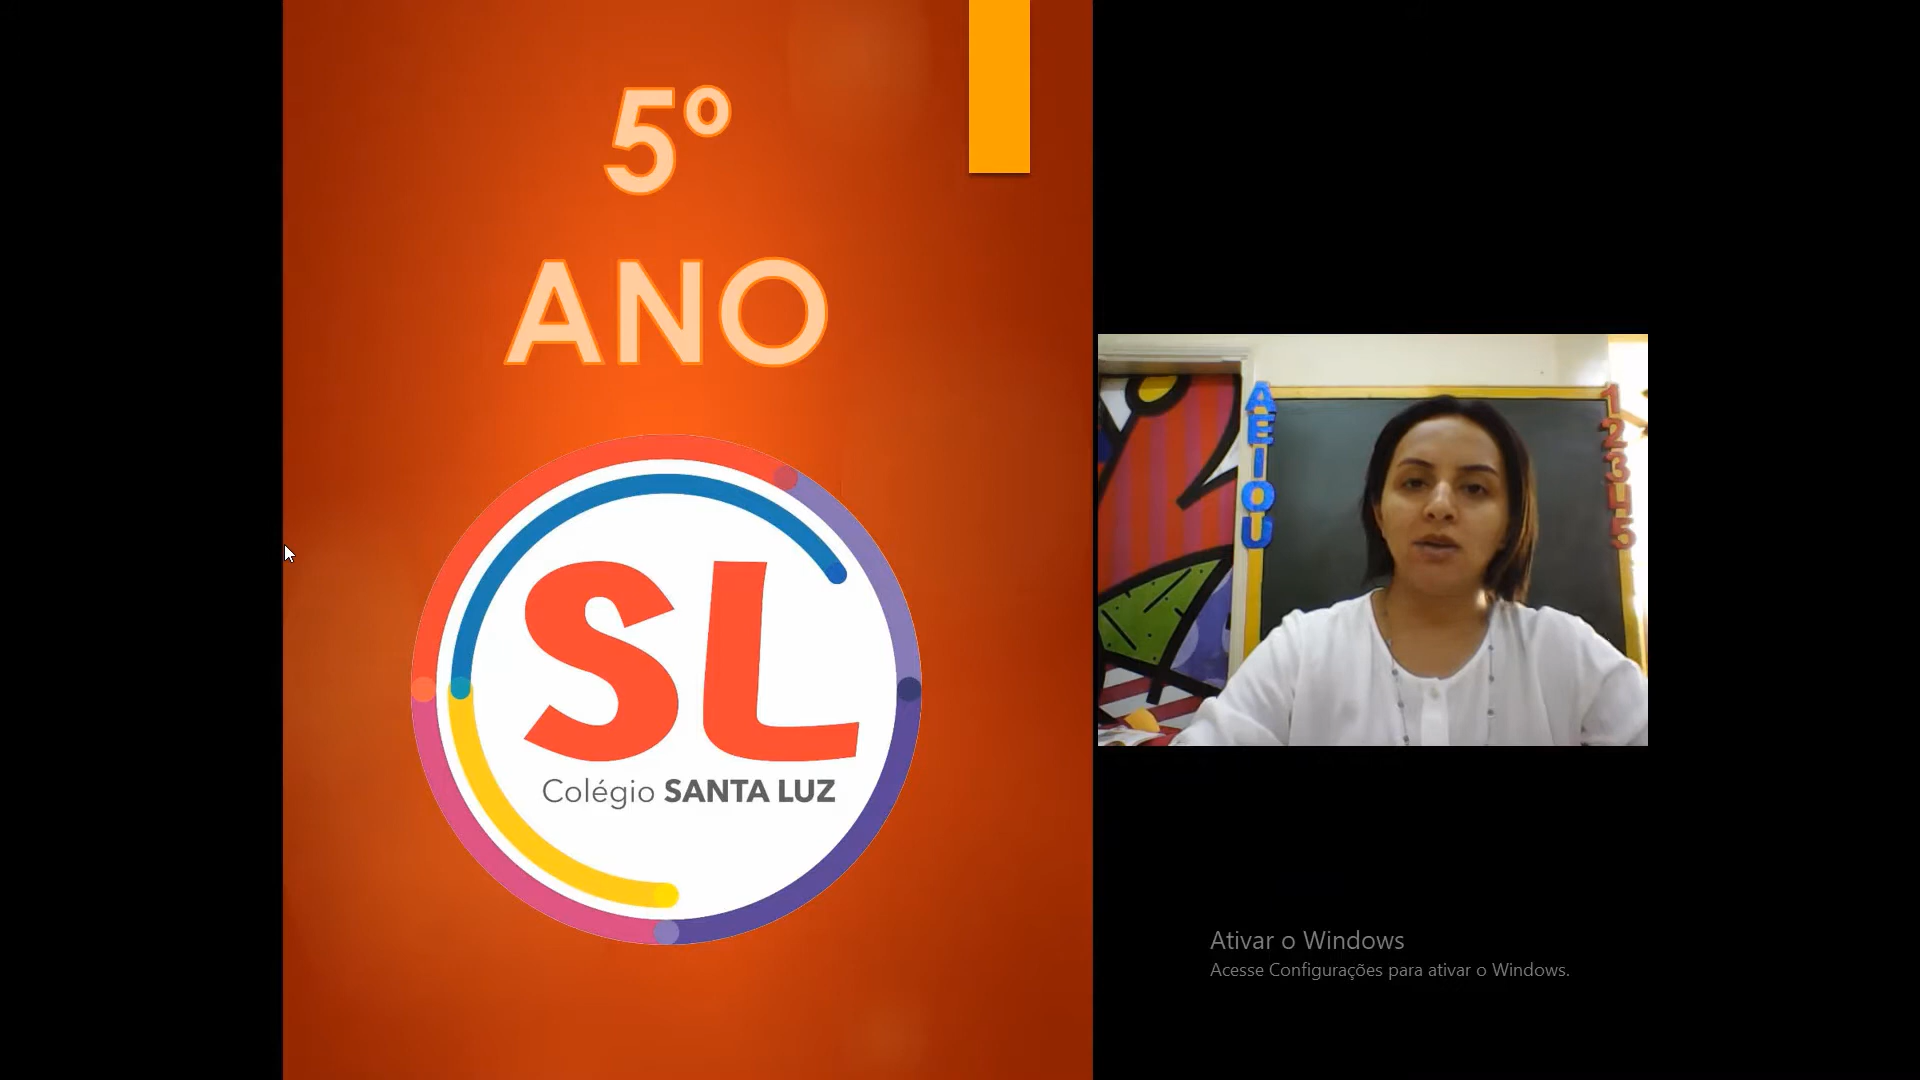 5º
ANO
SL
Colégio SANTA LUZ
A
E
I
O
U
1
2
3
4
5
Ativar o Windows
Acesse Configurações para ativar o Windows.